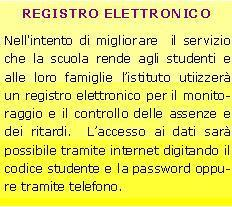 REGISTRO ELETTRONICO
Nell'intento di migliorare il servizio
che la scuola rende agli studenti e
alle loro famiglie l'istituto utiizzerà
un registro elettronico per il monito-
raggio e il controllo delle assenze e
dei ritardi. L'accesso ai dati sarà
possibile tramite internet digitando il
codice studente e la password oppu-
re tramite telefono.